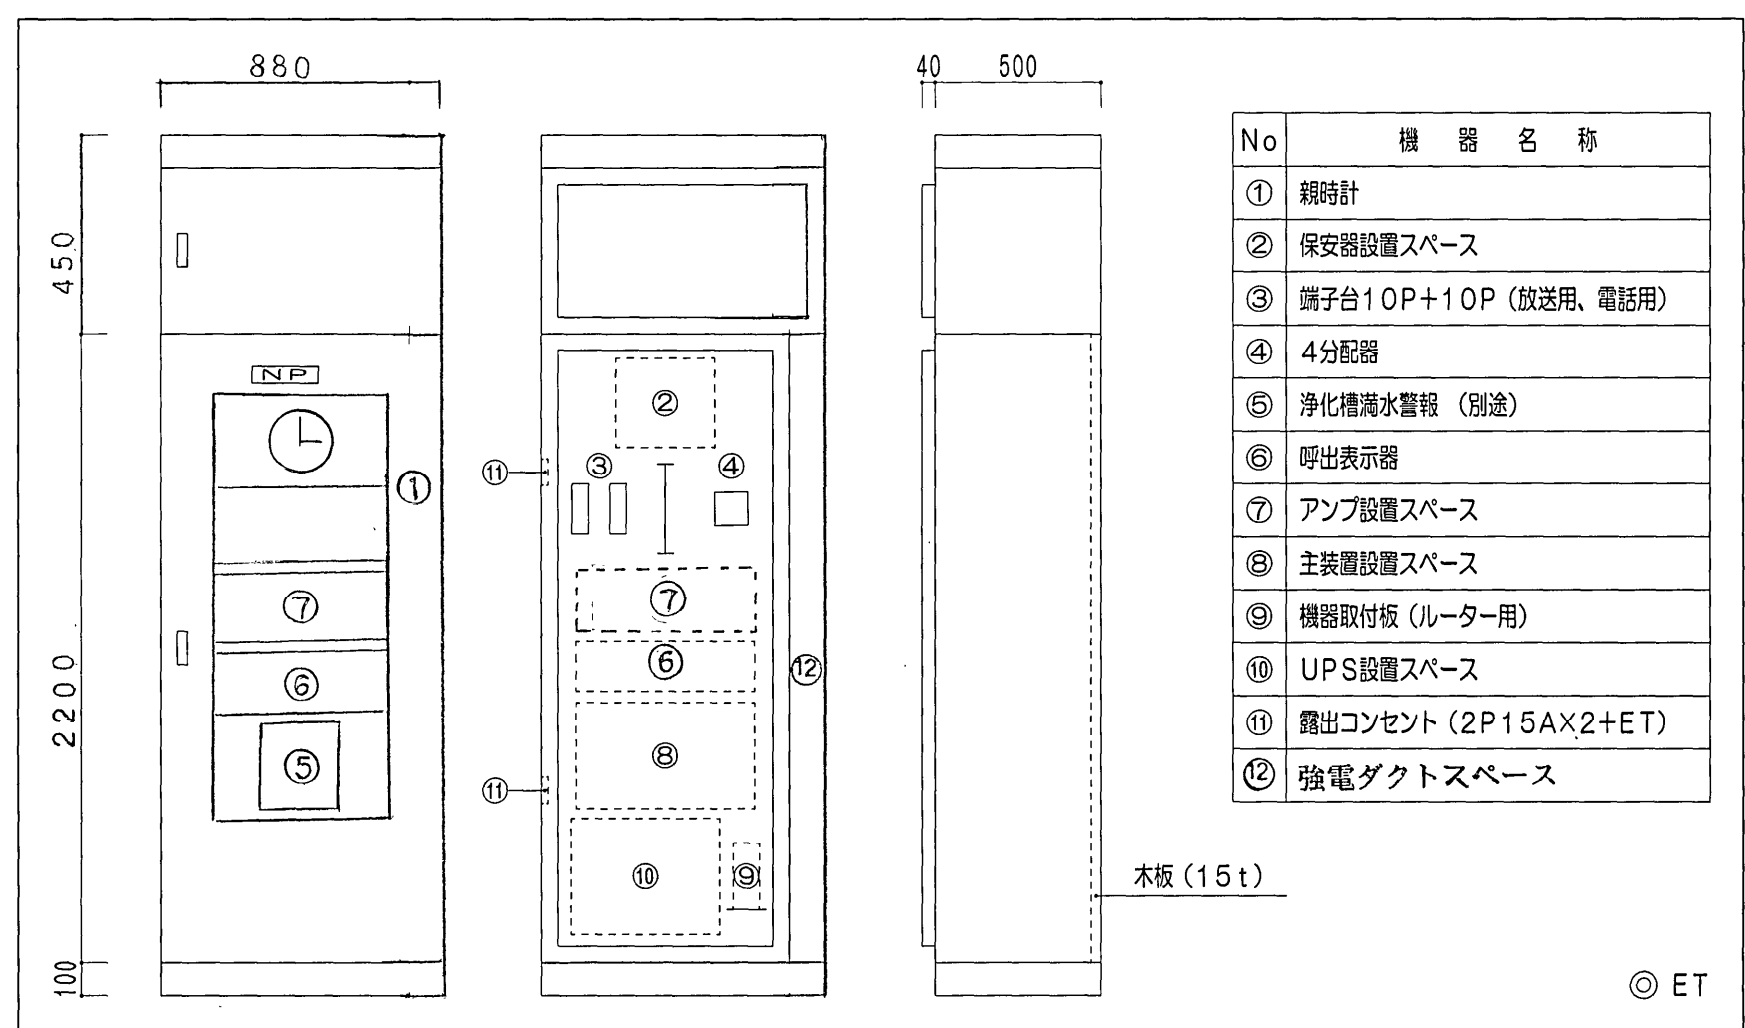 880
40 500
450
2200
100
NP
①
⑦
⑥
⑤
②
③
④
⑪
⑦
⑥
⑫
⑧
⑪
⑩
⑨
No 機器名称
① 親時計
② 保安器設置スペース
③ 端子台10P+10P(放送用、電話用)
④ 4分配器
⑤ 浄化槽満水警報 (別途)
⑥ 呼出表示器
⑦ アンプ設置スペース
⑧ 主装置設置スペース
⑨ 機器取付板(ルーター用)
⑩ UPS設置スペース
⑪ 露出コンセント(2P15A×2+ET)
⑫ 強電ダクトスペース
木板(15t)
◎ ET